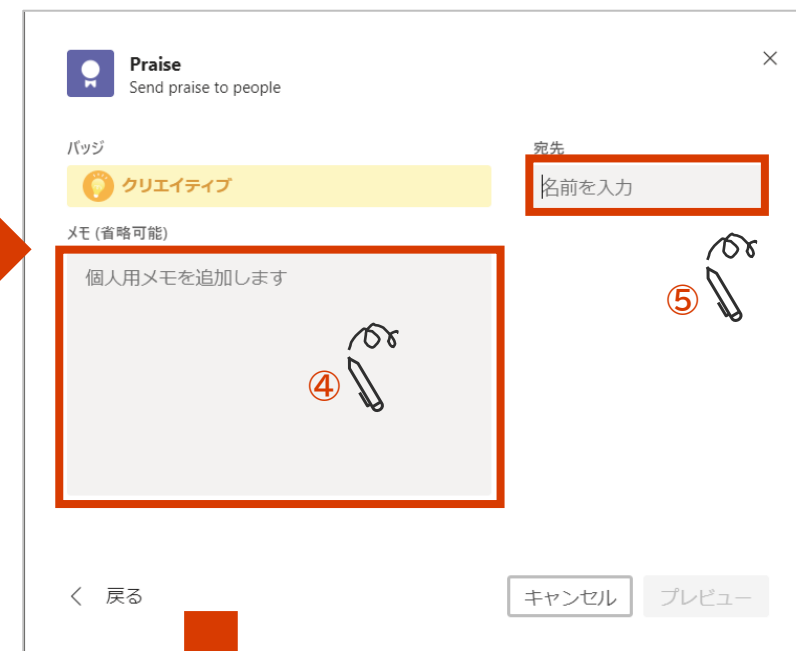 Praise
Send praise to people
バッジ
宛先
クリエイティブ
名前を入力
メモ (省略可能)
個人用メモを追加します
⑤
④
戻る
キャンセル
プレビュー